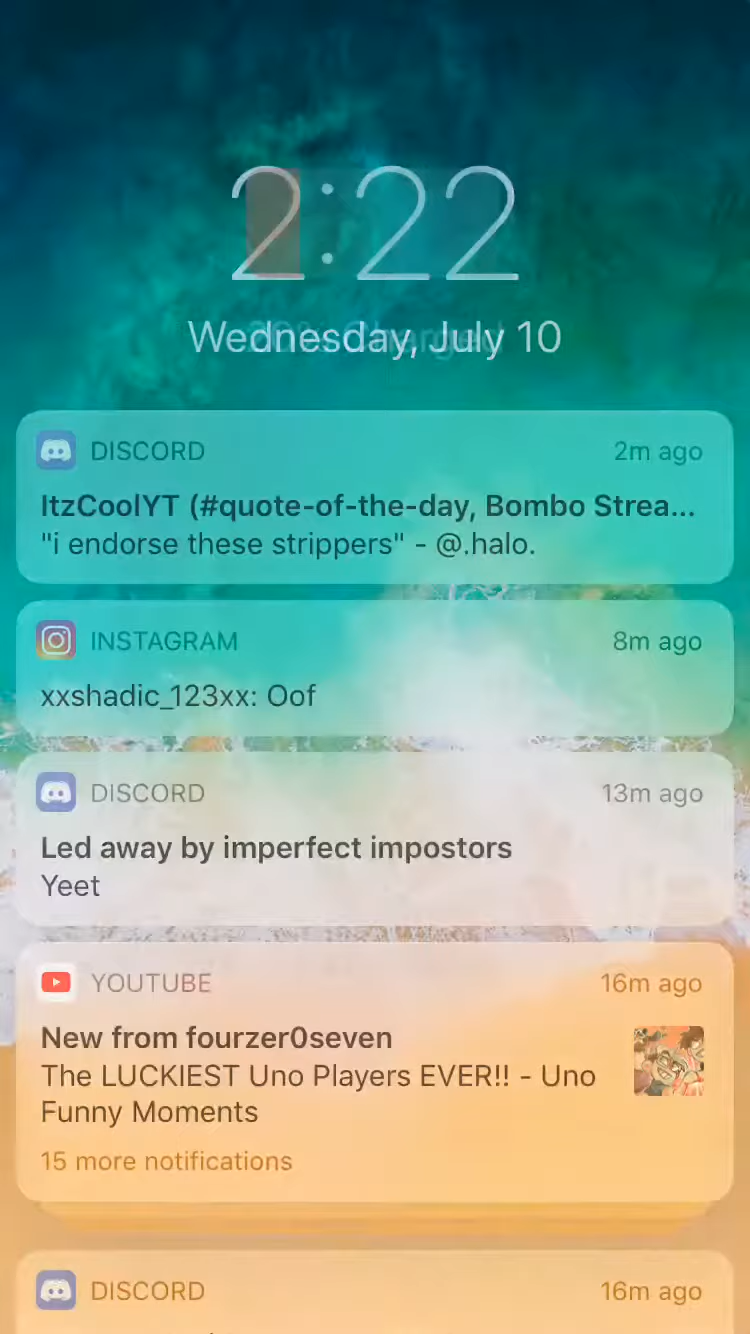 2:22
Wednesday, July 10
DISCORD 2m ago
ItzCoolYT (#quote-of-the-day, Bombo Strea...
"i endorse these strippers" - @.halo.
INSTAGRAM 8m ago
xxshadic_123xx: Oof
DISCORD 13m ago
Led away by imperfect impostors
Yeet
YOUTUBE 16m ago
New from fourzer0seven
The LUCKIEST Uno Players EVER!! - Uno
Funny Moments
15 more notifications
DISCORD 16m ago